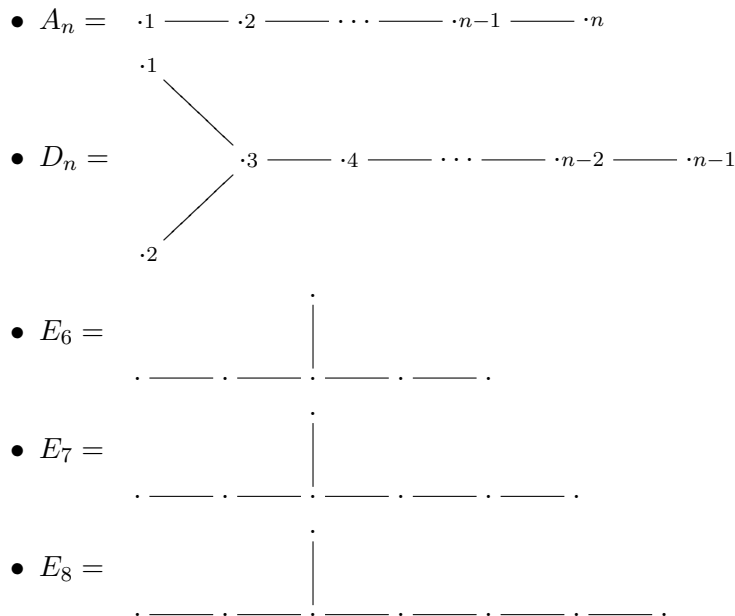 • A_n = ·1 ·2 ··· ·n−1 ·n
·1
• D_n = ·3 ·4 ··· ·n−2 ·n−1
·2
• E_6 =
• E_7 =
• E_8 =